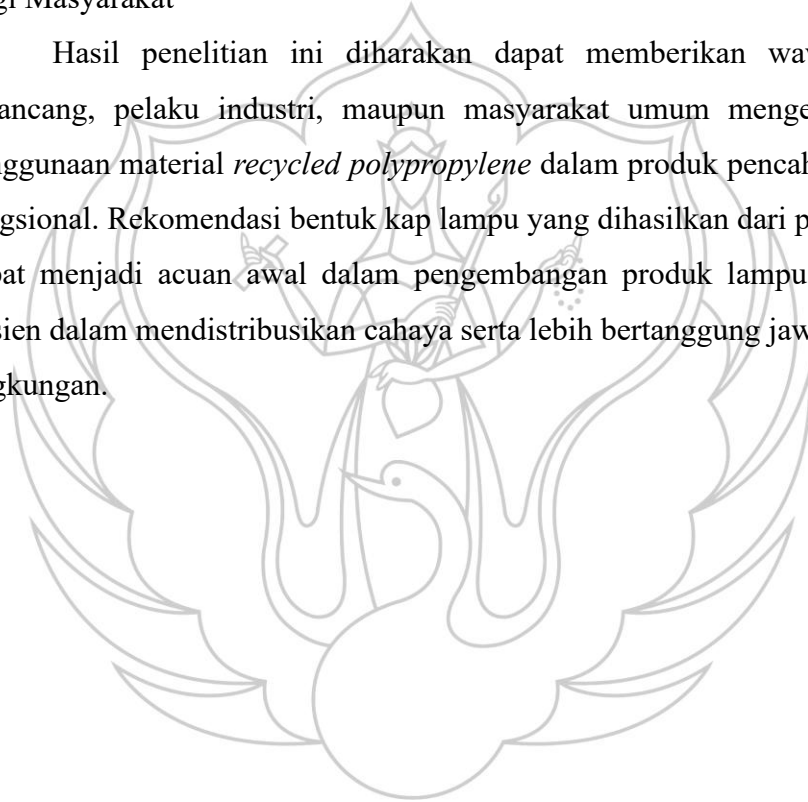 gi Masyarakat
Hasil penelitian ini diharakan dapat memberikan wav
ancang, pelaku industri, maupun masyarakat umum menge
ggunaan material recycled polypropylene dalam produk pencah
gsional. Rekomendasi bentuk kap lampu yang dihasilkan dari p
pat menjadi acuan awal dalam pengembangan produk lampu
sien dalam mendistribusikan cahaya serta lebih bertanggung jaw
gkungan.